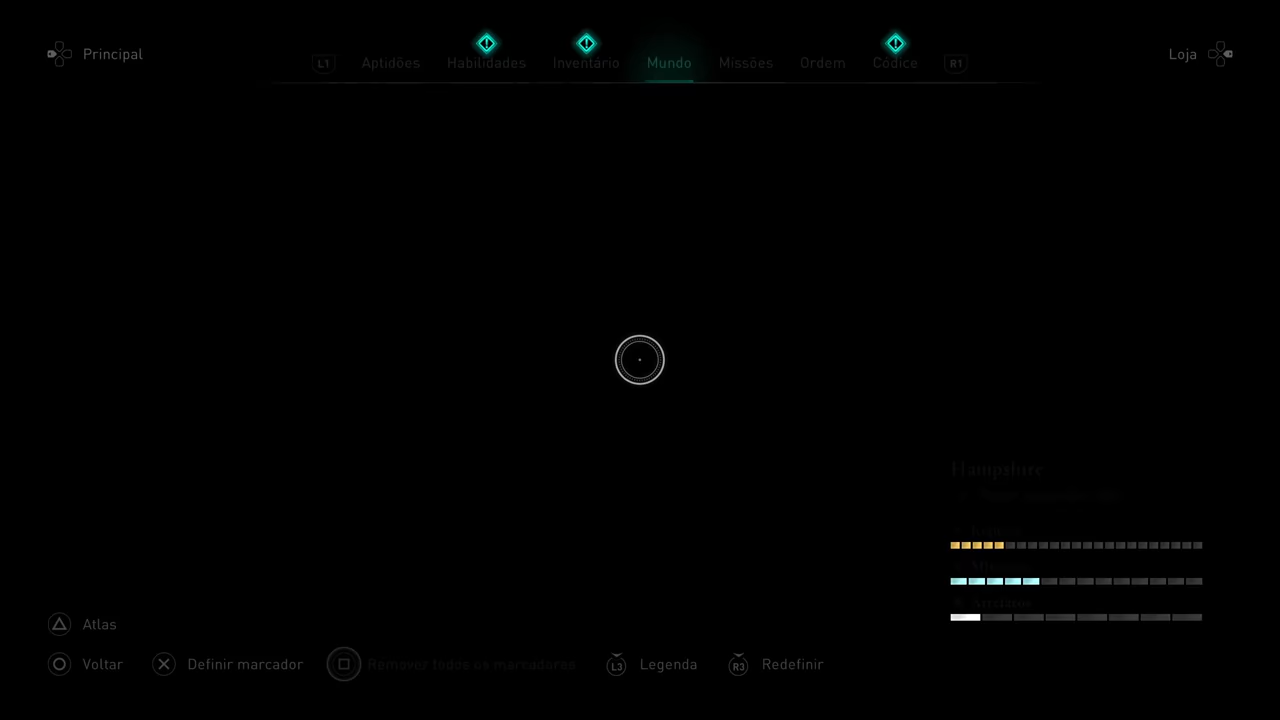 Principal
L1 Aptidões Habilidades Inventário Mundo Missões Ordem Códice R1
Loja
Hampshire
Atlas
Voltar Definir marcador Remover todos os marcadores L3 Legenda R3 Redefinir